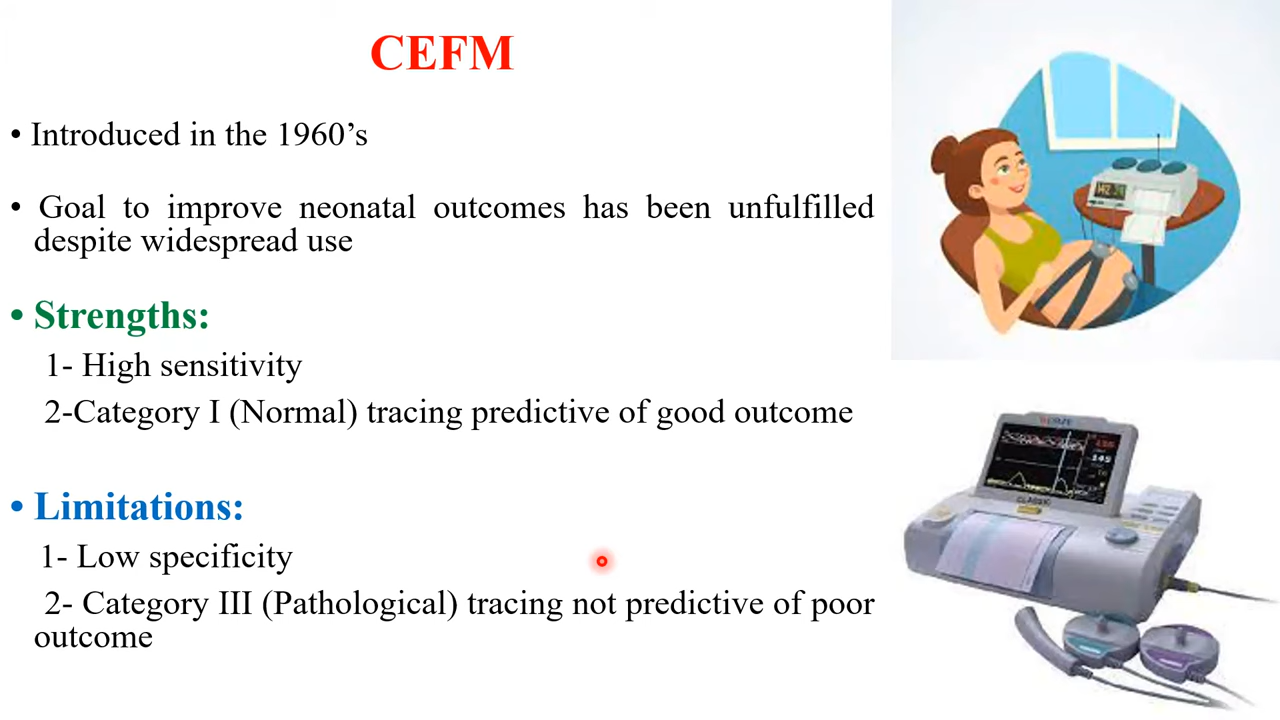 CEFM
• Introduced in the 1960’s
• Goal to improve neonatal outcomes has been unfulfilled
despite widespread use
• Strengths:
1- High sensitivity
2-Category I (Normal) tracing predictive of good outcome
• Limitations:
1- Low specificity
2- Category III (Pathological) tracing not predictive of poor
outcome
145
CLASSIC